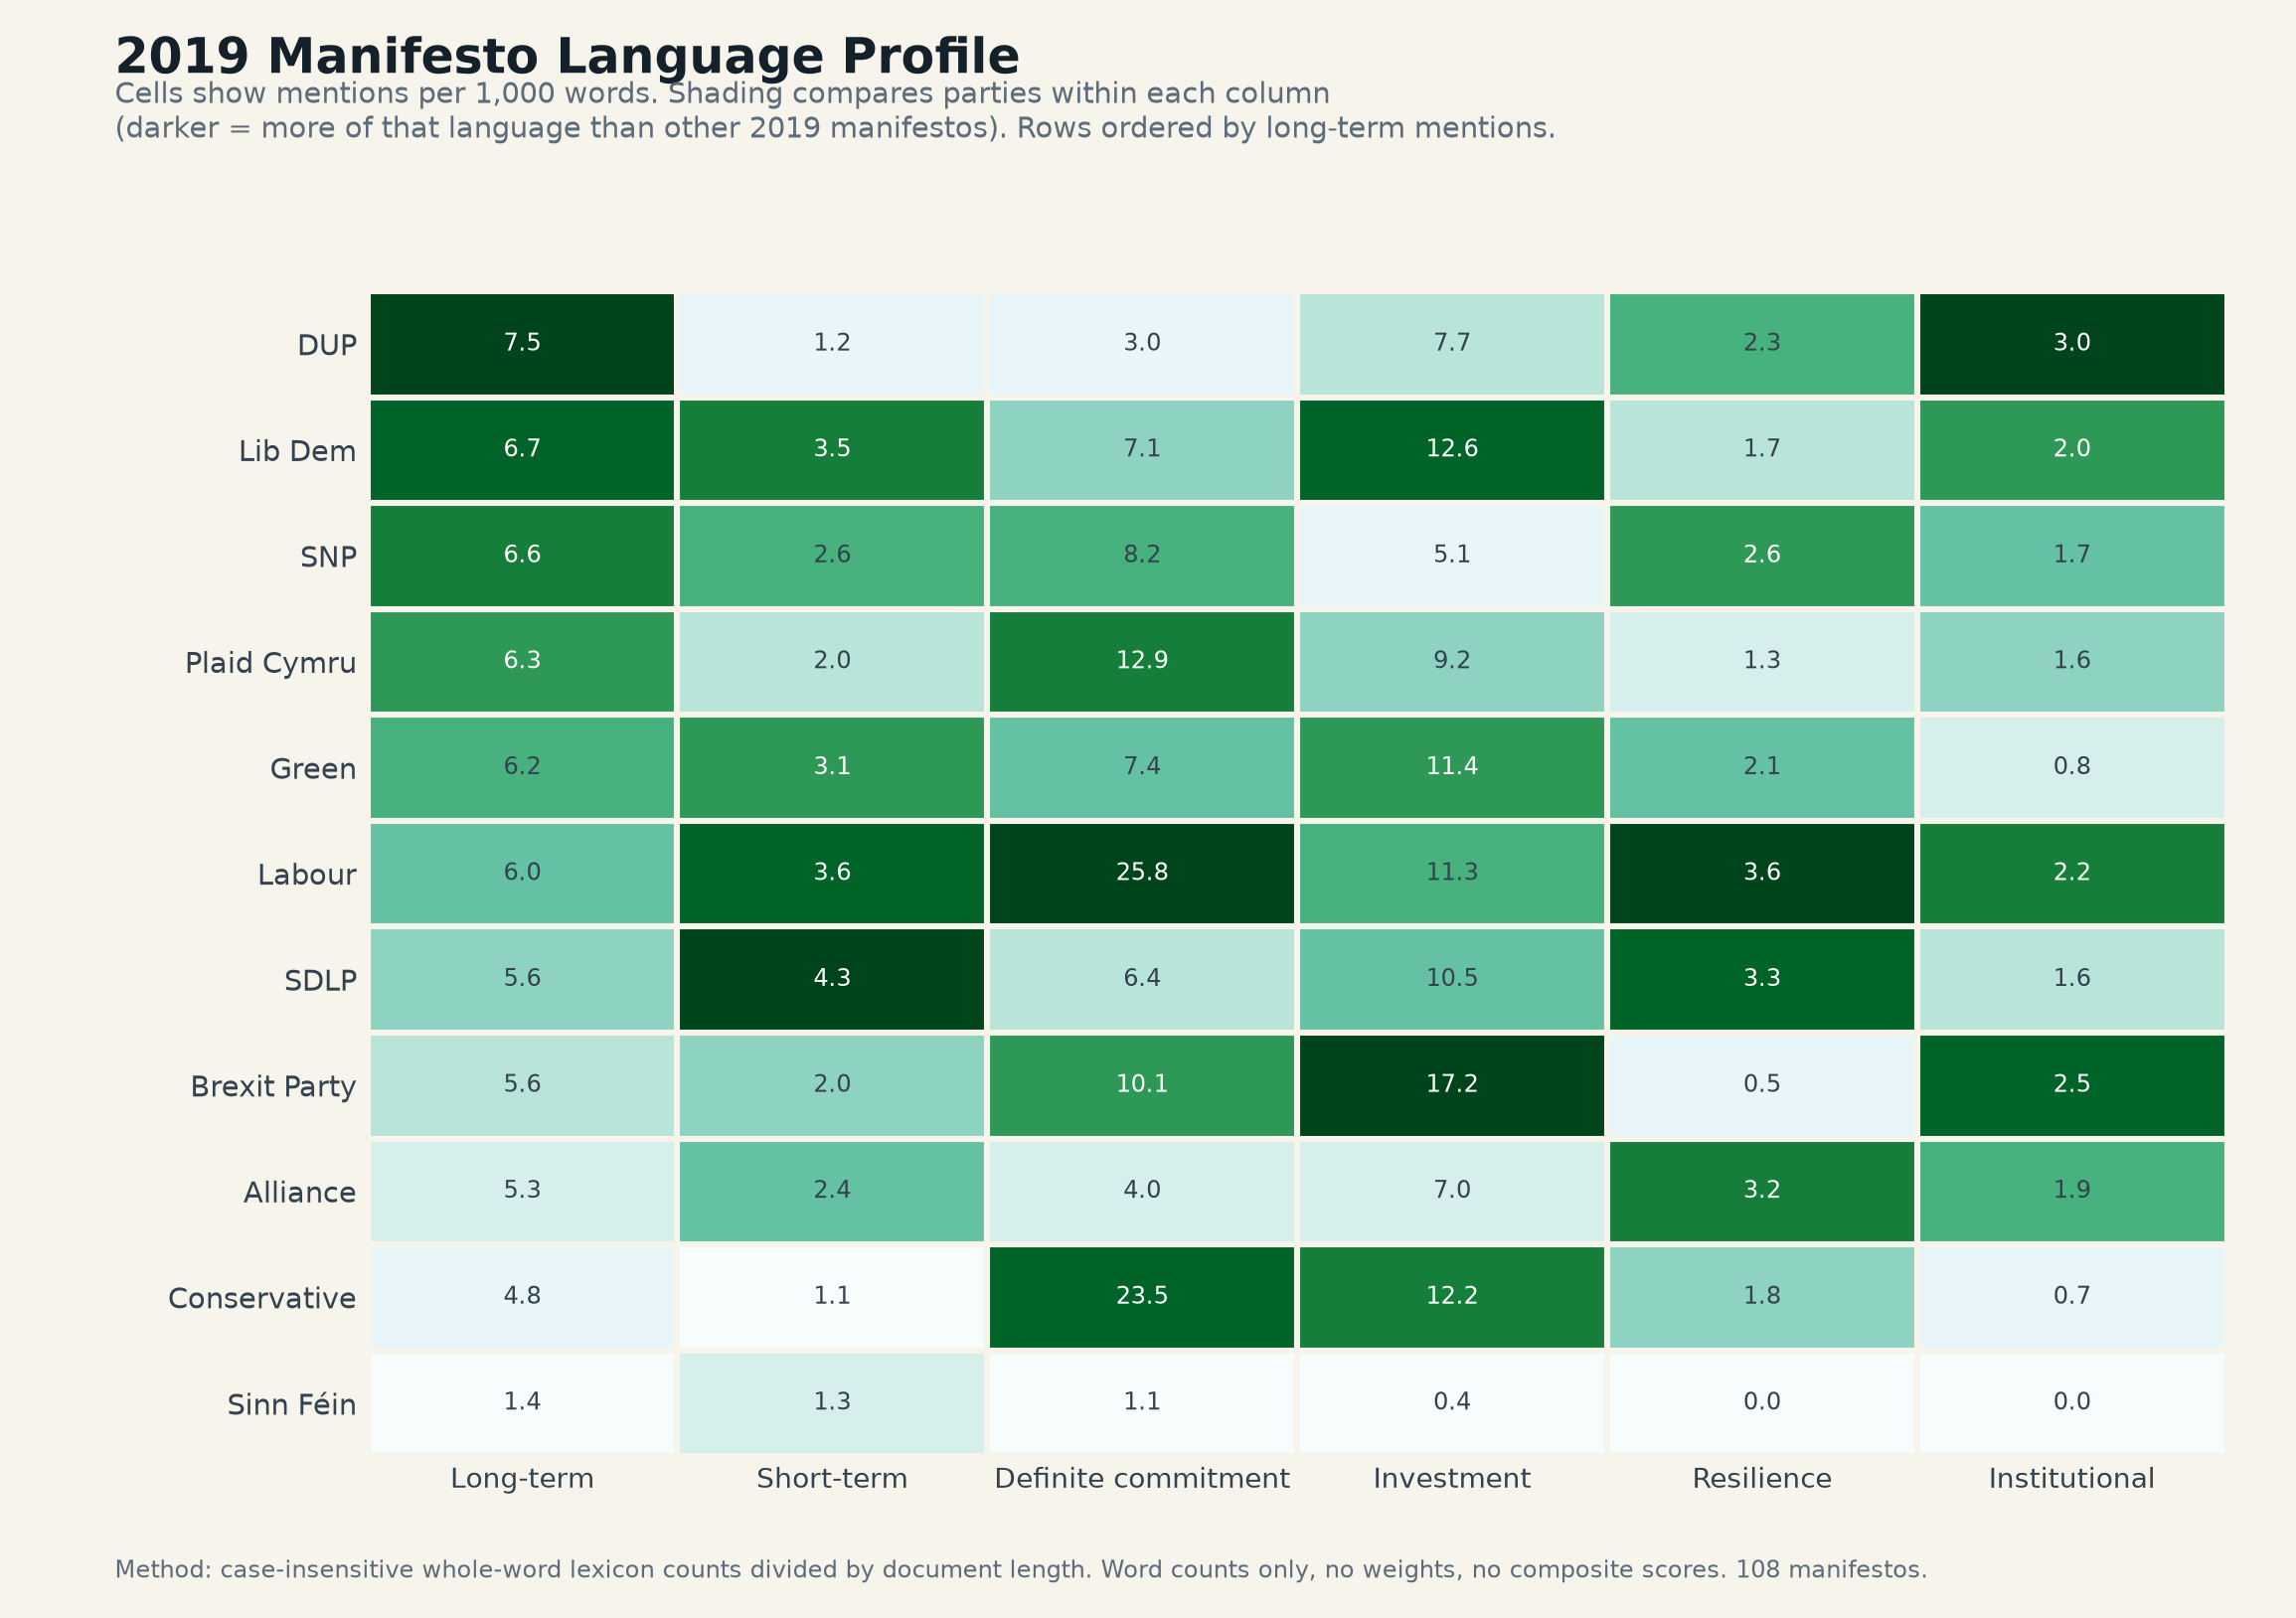 2019 Manifesto Language Profile
Cells show mentions per 1,000 words. Shading compares parties within each column
(darker = more of that language than other 2019 manifestos). Rows ordered by long-term mentions.
DUP 7.5 1.2 3.0 7.7 2.3 3.0
Lib Dem 6.7 3.5 7.1 12.6 1.7 2.0
SNP 6.6 2.6 8.2 5.1 2.6 1.7
Plaid Cymru 6.3 2.0 12.9 9.2 1.3 1.6
Green 6.2 3.1 7.4 11.4 2.1 0.8
Labour 6.0 3.6 25.8 11.3 3.6 2.2
SDLP 5.6 4.3 6.4 10.5 3.3 1.6
Brexit Party 5.6 2.0 10.1 17.2 0.5 2.5
Alliance 5.3 2.4 4.0 7.0 3.2 1.9
Conservative 4.8 1.1 23.5 12.2 1.8 0.7
Sinn Féin 1.4 1.3 1.1 0.4 0.0 0.0
Long-term Short-term Definite commitment Investment Resilience Institutional
Method: case-insensitive whole-word lexicon counts divided by document length. Word counts only, no weights, no composite scores. 108 manifestos.